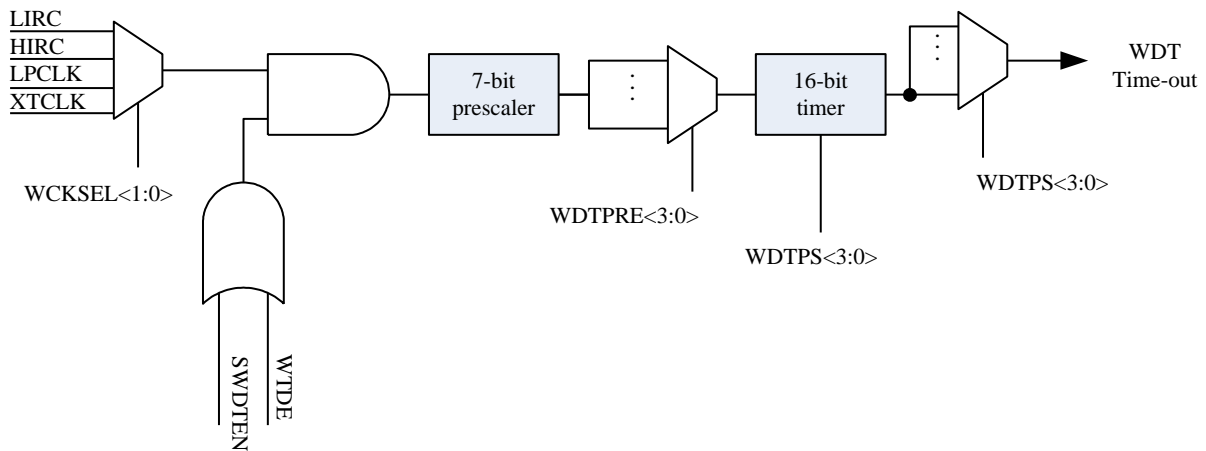 LIRC
HIRC
LPCLK
XTCLK
WCKSEL<1:0>
7-bit
prescaler
WDTPRE<3:0>
16-bit
timer
WDTPS<3:0>
WDTPS<3:0>
WDT
Time-out
SWDTEN
WTDE